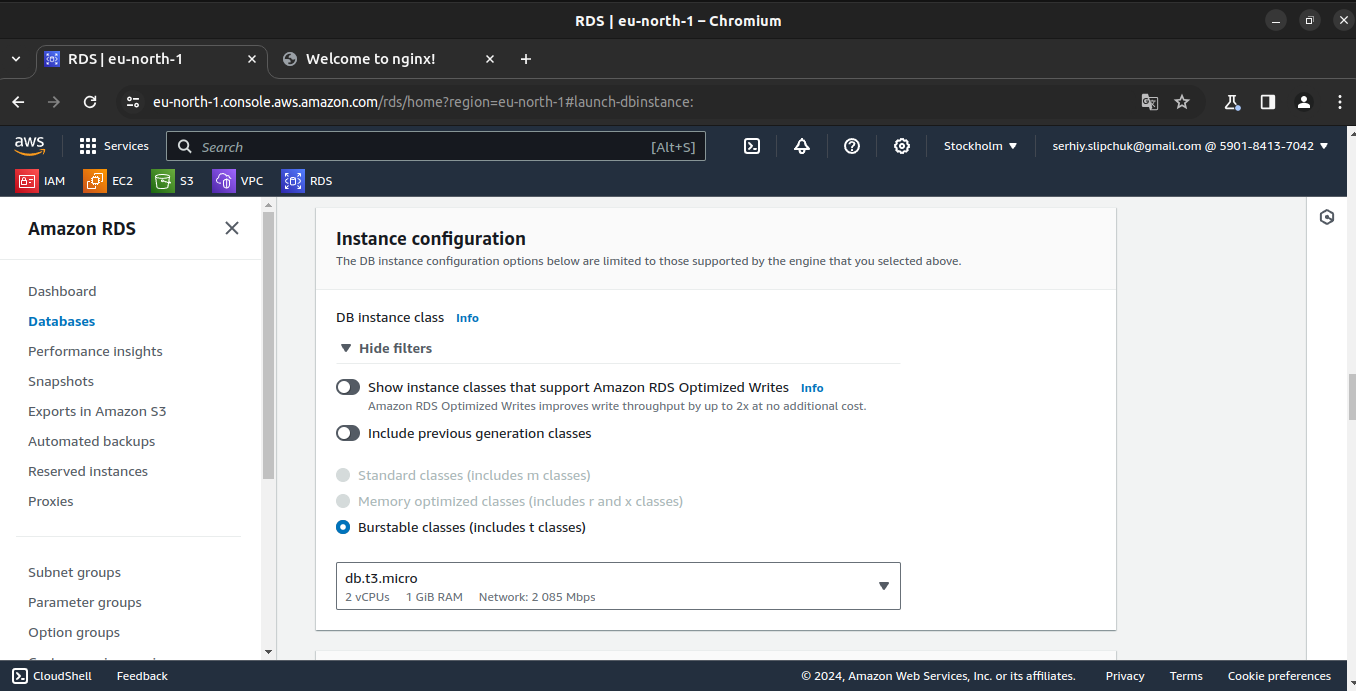 RDS | eu-north-1 – Chromium
RDS | eu-north-1
Welcome to nginx!
eu-north-1.console.aws.amazon.com/rds/home?region=eu-north-1#launch-dbinstance:
aws
Services
Search
[Alt+S]
Stockholm
serhiy.slipchuk@gmail.com @ 5901-8413-7042
IAM
EC2
S3
VPC
RDS
Amazon RDS
Dashboard
Databases
Performance insights
Snapshots
Exports in Amazon S3
Automated backups
Reserved instances
Proxies
Subnet groups
Parameter groups
Option groups
Instance configuration
The DB instance configuration options below are limited to those supported by the engine that you selected above.
DB instance class Info
Hide filters
Show instance classes that support Amazon RDS Optimized Writes Info
Amazon RDS Optimized Writes improves write throughput by up to 2x at no additional cost.
Include previous generation classes
Standard classes (includes m classes)
Memory optimized classes (includes r and x classes)
Burstable classes (includes t classes)
db.t3.micro
2 vCPUs 1 GiB RAM Network: 2 085 Mbps
CloudShell
Feedback
© 2024, Amazon Web Services, Inc. or its affiliates.
Privacy
Terms
Cookie preferences